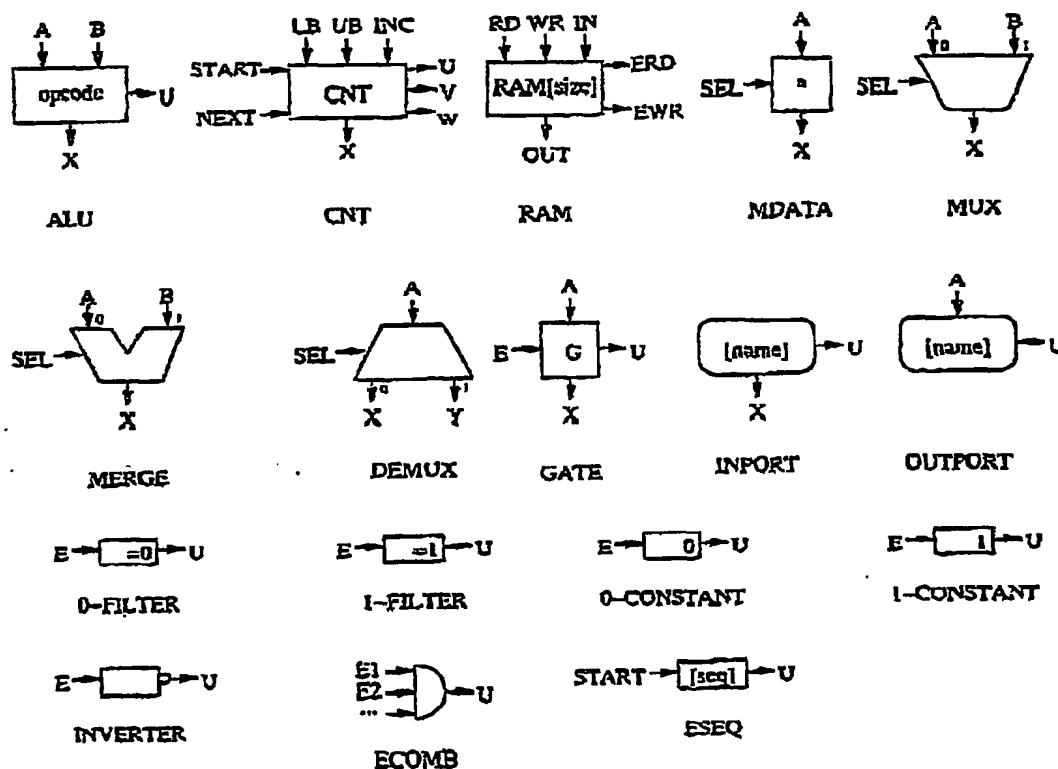 A B LB UB INC RD WR IN A A B
0 1
START U ERD
opcode U CNT V RAM[size] SEL n SEL
NEXT W EWR
X X OUT X X
ALU CNT RAM MDATA MUX
A B A A A
0 1
SEL SEL E G U [name] U [name] U
0 1
X X Y X X
MERGE DEMUX GATE INPORT OUTPORT
E =0 U E =1 U E 0 U E 1 U
0-FILTER 1-FILTER 0-CONSTANT 1-CONSTANT
E U E1 START [seq] U
E2 U
...
INVERTER ECOMB ESEQ